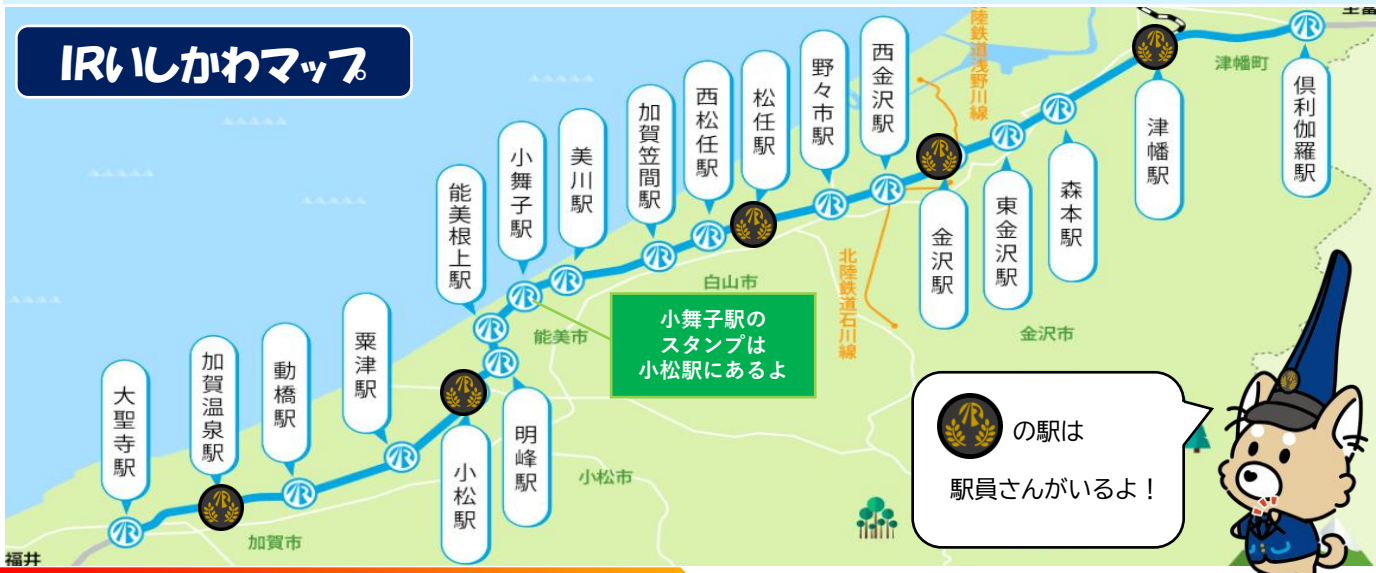 IRいしかわマップ
大聖寺駅
加賀温泉駅
動橋駅
粟津駅
小松駅
明峰駅
能美根上駅
小舞子駅
美川駅
加賀笠間駅
西松任駅
松任駅
野々市駅
西金沢駅
金沢駅
東金沢駅
森本駅
津幡駅
倶利伽羅駅
陸鉄道浅野川線
北陸鉄道石川線
津幡町
金沢市
白山市
能美市
小松市
加賀市
福井
小舞子駅の
スタンプは
小松駅にあるよ
の駅は
駅員さんがいるよ！